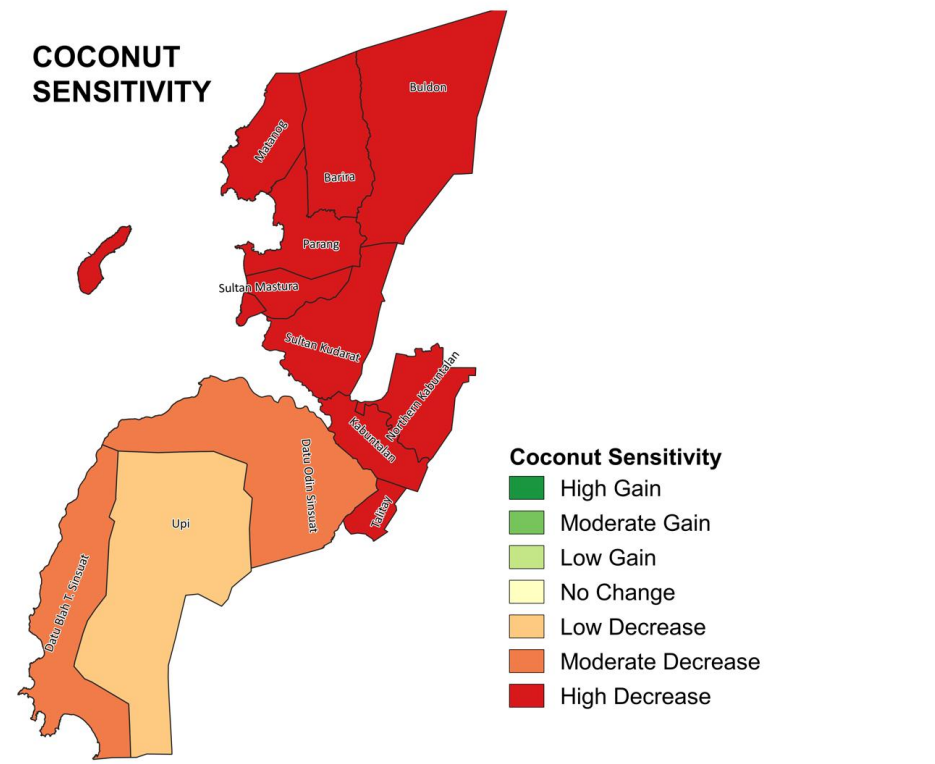 COCONUT
SENSITIVITY
Buldon
Matanog
Barira
Parang
Sultan Mastura
Sultan Kudarat
Northern Kabuntalan
Kabuntalan
Datu Odin Sinsuat
Talitay
Upi
Datu Blah T. Sinsuat
Coconut Sensitivity
High Gain
Moderate Gain
Low Gain
No Change
Low Decrease
Moderate Decrease
High Decrease